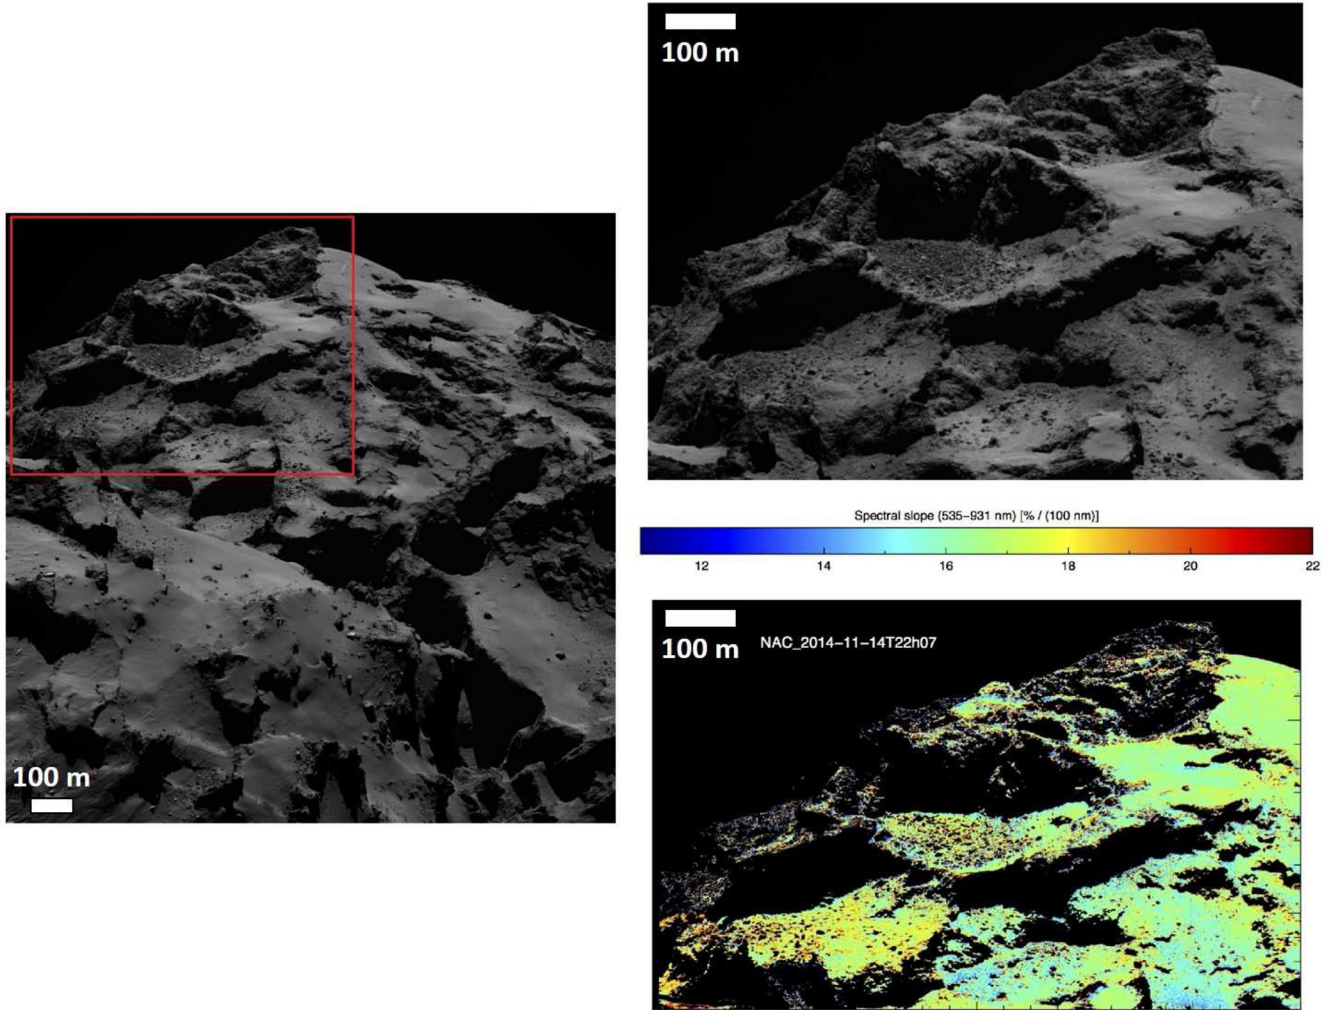 100 m
100 m
Spectral slope (535–931 nm) [% / (100 nm)]
12 14 16 18 20 22
100 m
NAC_2014–11–14T22h07